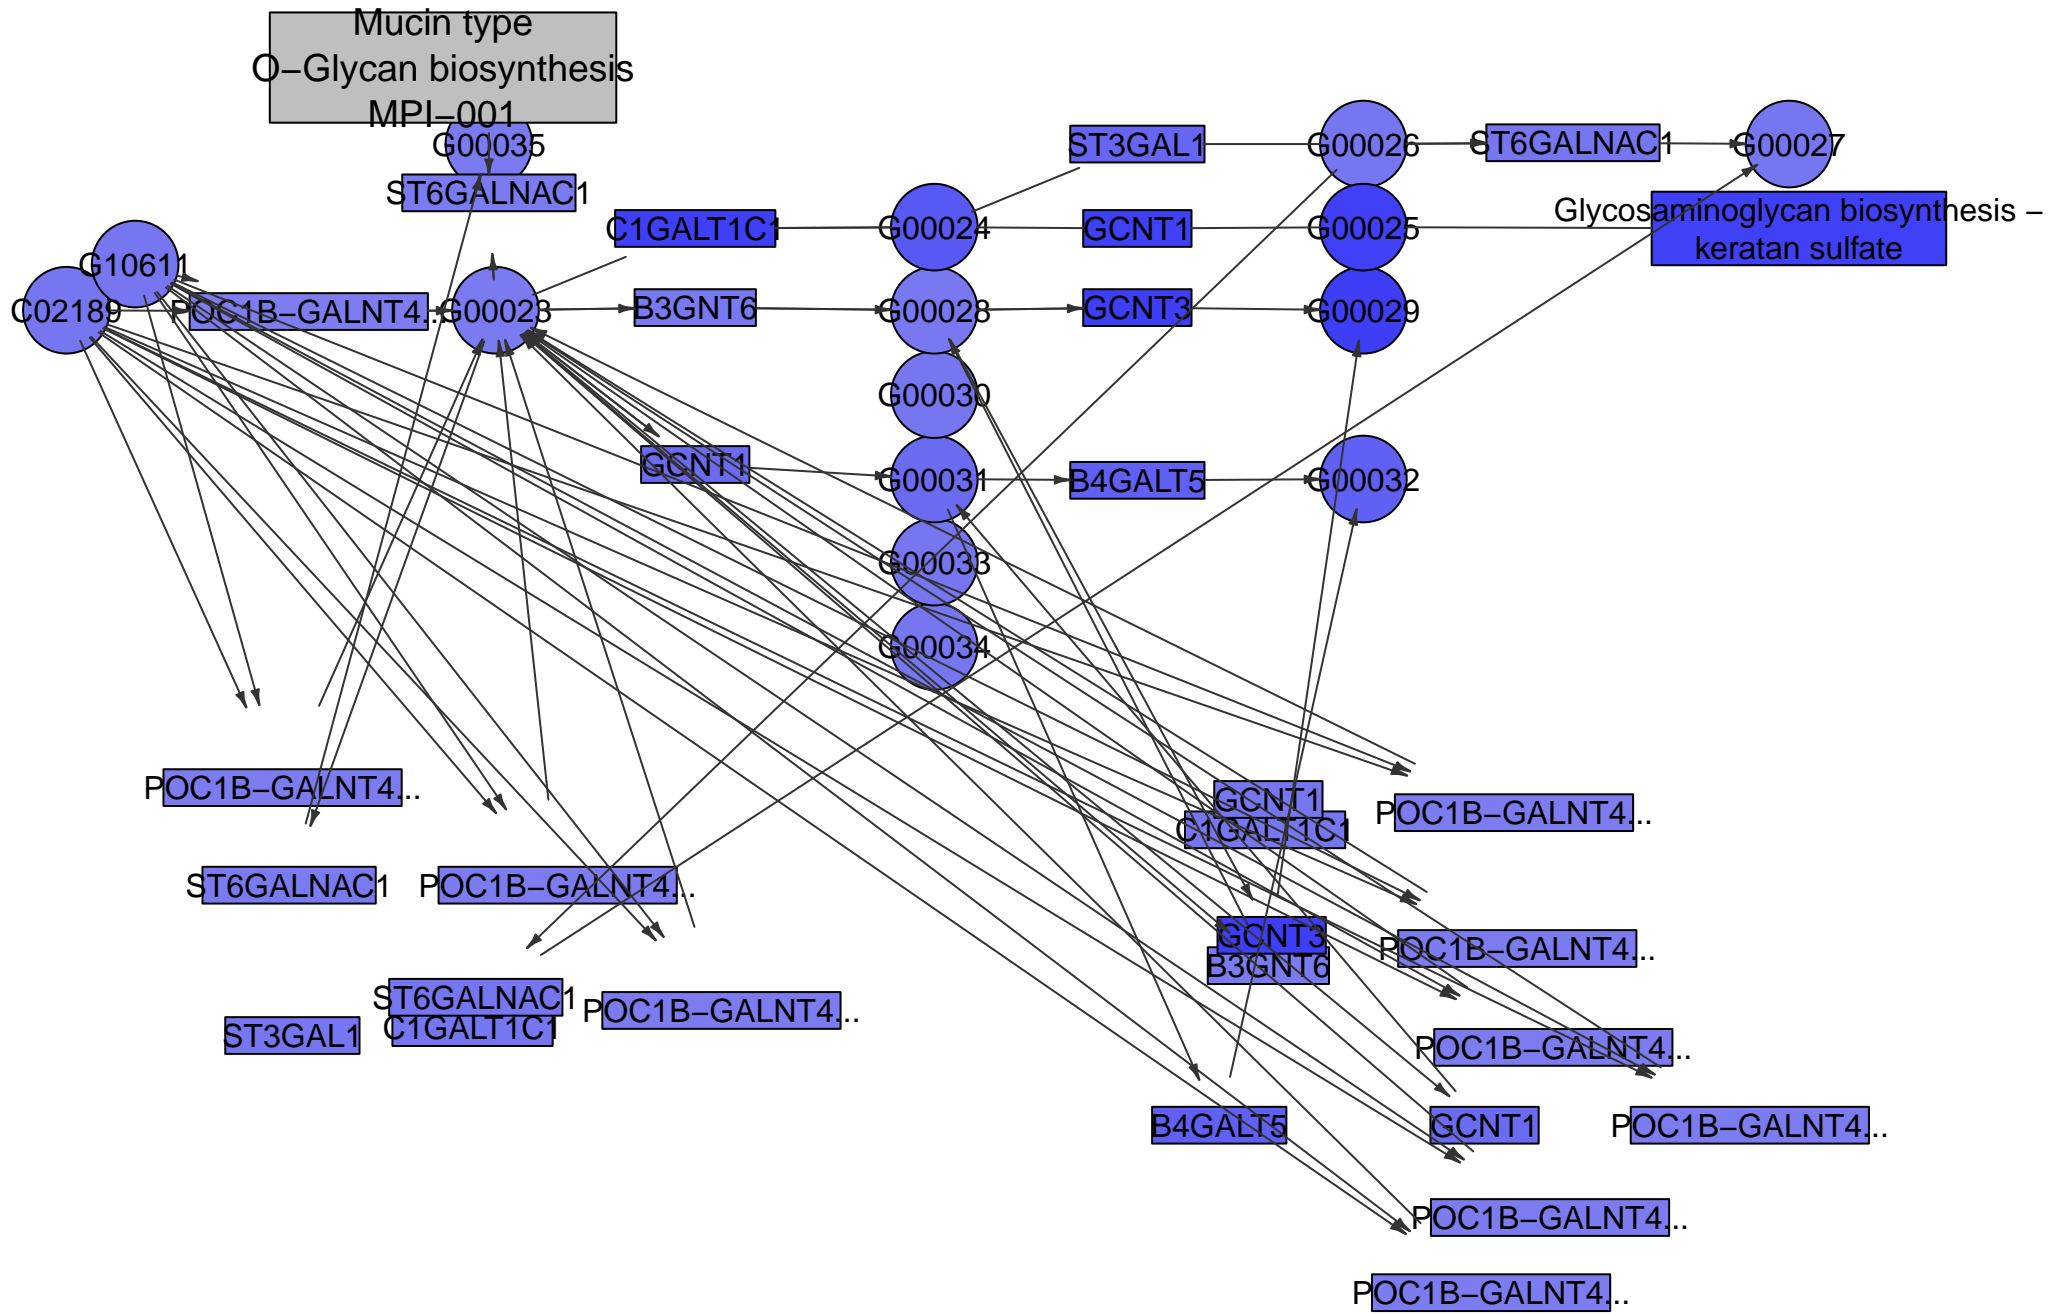 Mucin type
O−Glycan biosynthesis
MPI−001
G00035
ST3GAL1
G00026
ST6GALNAC1
G00027
ST6GALNAC1
C1GALT1C1
G00024
GCNT1
G00025
Glycosaminoglycan biosynthesis −
keratan sulfate
G10611
C02189
POC1B−GALNT4...
G00023
B3GNT6
G00028
GCNT3
G00029
G00030
GCNT1
G00031
B4GALT5
G00032
G00033
G00034
POC1B−GALNT4...
GCNT1
POC1B−GALNT4...
C1GALT1C1
ST6GALNAC1
POC1B−GALNT4...
GCNT3
POC1B−GALNT4...
B3GNT6
ST6GALNAC1
POC1B−GALNT4...
C1GALT1C1
ST3GAL1
POC1B−GALNT4...
B4GALT5
GCNT1
POC1B−GALNT4...
POC1B−GALNT4...
POC1B−GALNT4...